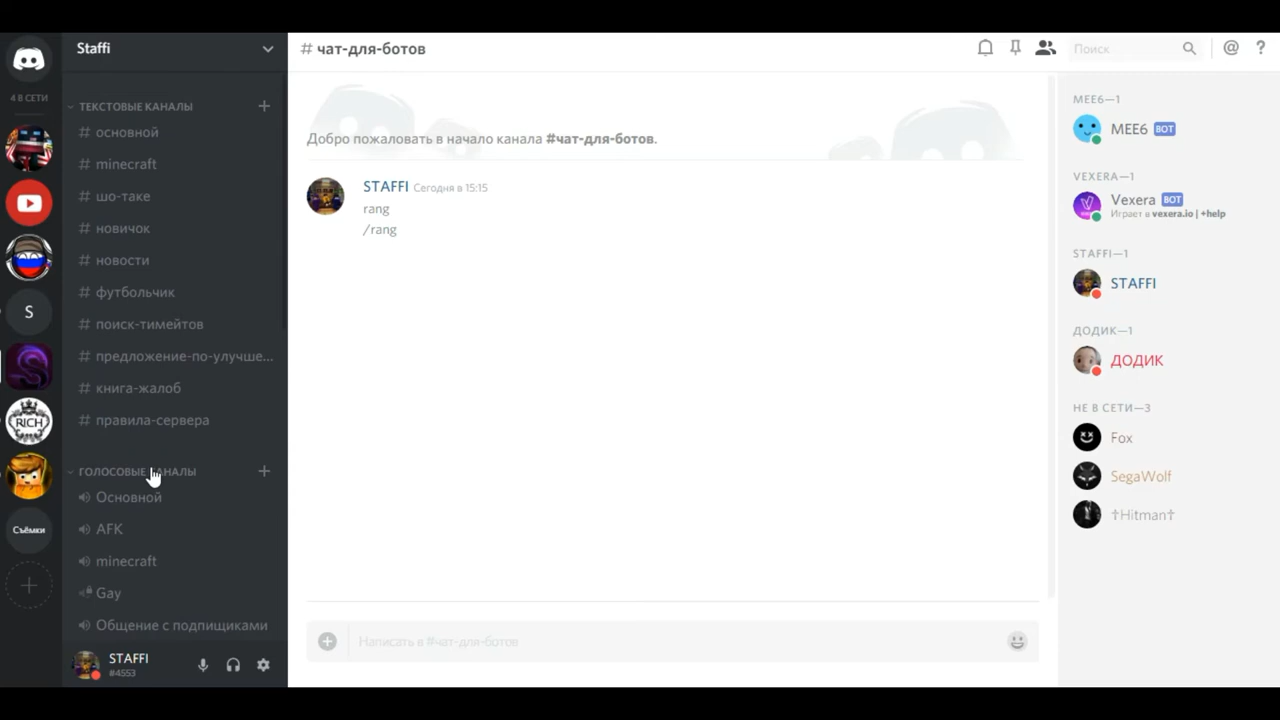 Staffi
4 В СЕТИ
S
RICH
Съёмки
ТЕКСТОВЫЕ КАНАЛЫ
# основной
# minecraft
# шо-таке
# новичок
# новости
# футбольчик
# поиск-тимейтов
# предложение-по-улучше...
# книга-жалоб
# правила-сервера
ГОЛОСОВЫЕ КАНАЛЫ
Основной
AFK
minecraft
Gay
Общение с подпищиками
STAFFI
#4553
# чат-для-ботов
Поиск
@ ?
Добро пожаловать в начало канала #чат-для-ботов.
STAFFI Сегодня в 15:15
rang
/rang
Написать в #чат-для-ботов
MEE6—1
MEE6 BOT
VEXERA—1
Vexera BOT
Играет в vexera.io | +help
STAFFI—1
STAFFI
ДОДИК—1
ДОДИК
НЕ В СЕТИ—3
Fox
SegaWolf
†Hitman†